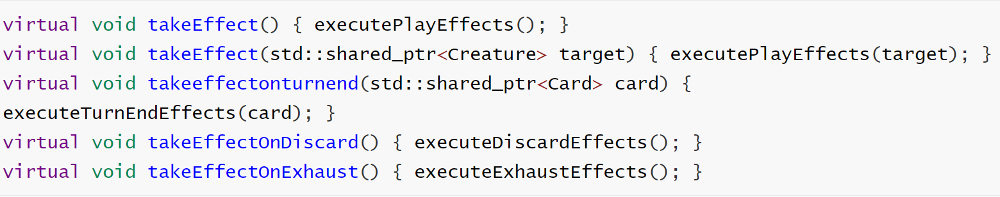 virtual void takeEffect() { executePlayEffects(); }
virtual void takeEffect(std::shared_ptr<Creature> target) { executePlayEffects(target); }
virtual void takeeffectonturnend(std::shared_ptr<Card> card) {
executeTurnEndEffects(card); }
virtual void takeEffectOnDiscard() { executeDiscardEffects(); }
virtual void takeEffectOnExhaust() { executeExhaustEffects(); }